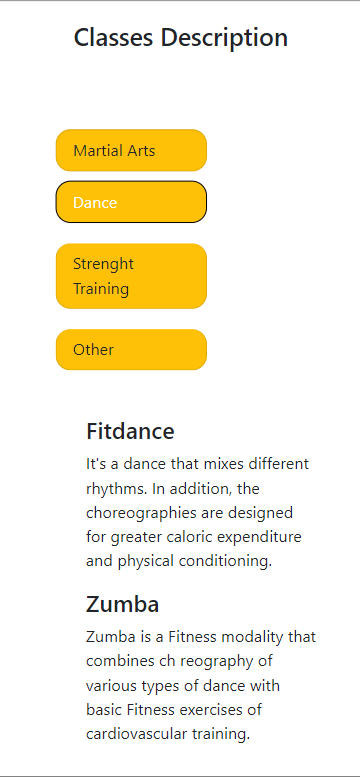 Classes Description
Martial Arts
Dance
Strenght
Training
Other
Fitdance
It's a dance that mixes different
rhythms. In addition, the
choreographies are designed
for greater caloric expenditure
and physical conditioning.
Zumba
Zumba is a Fitness modality that
combines ch reography of
various types of dance with
basic Fitness exercises of
cardiovascular training.